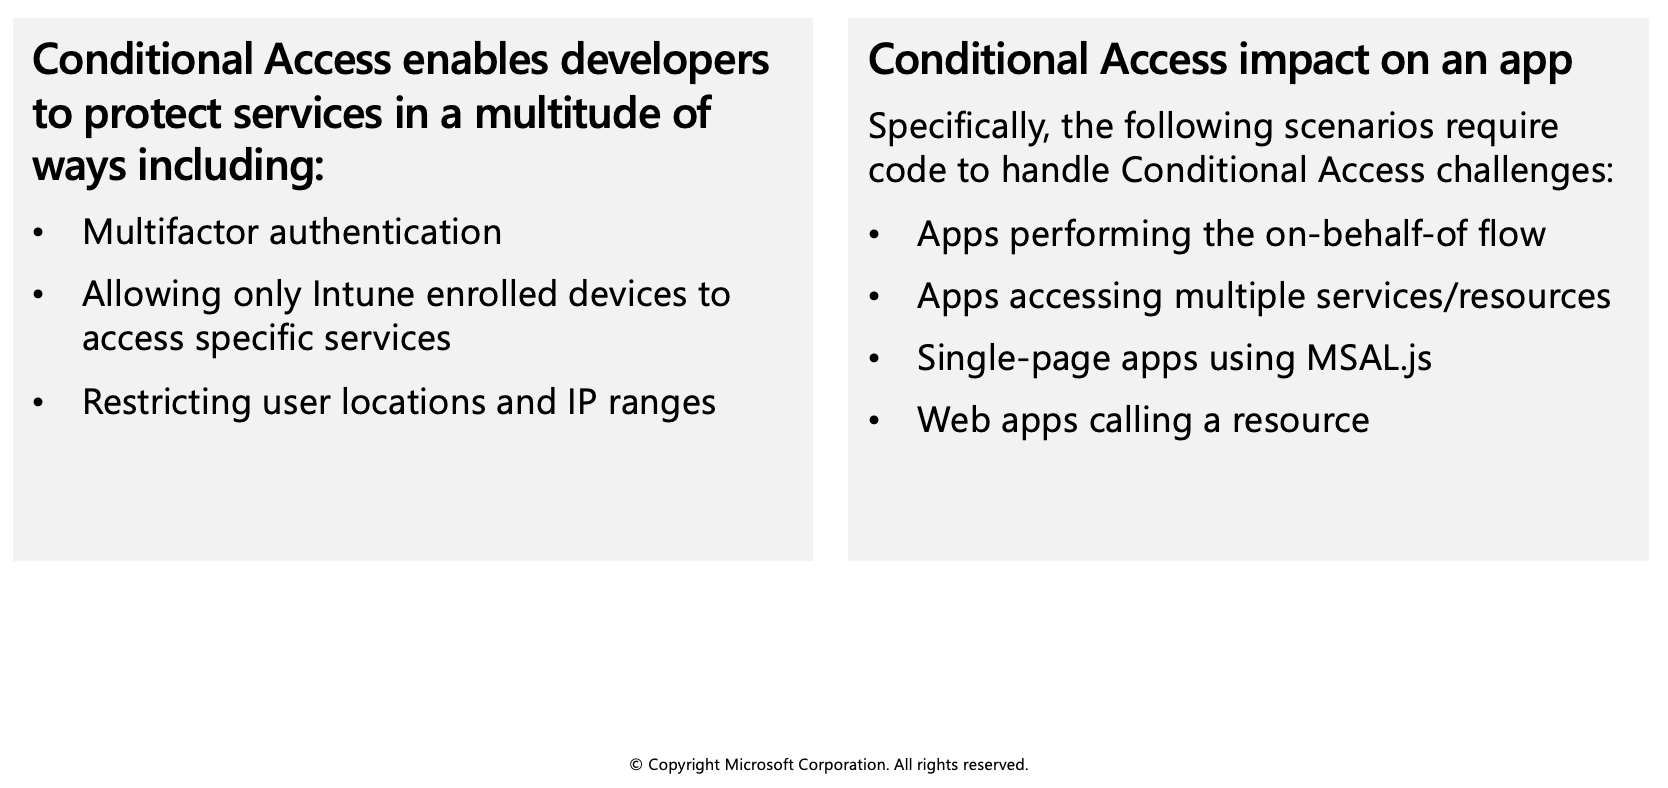 Conditional Access enables developers
to protect services in a multitude of
ways including:
• Multifactor authentication
• Allowing only Intune enrolled devices to
access specific services
• Restricting user locations and IP ranges
Conditional Access impact on an app
Specifically, the following scenarios require
code to handle Conditional Access challenges:
• Apps performing the on-behalf-of flow
• Apps accessing multiple services/resources
• Single-page apps using MSAL.js
• Web apps calling a resource
© Copyright Microsoft Corporation. All rights reserved.